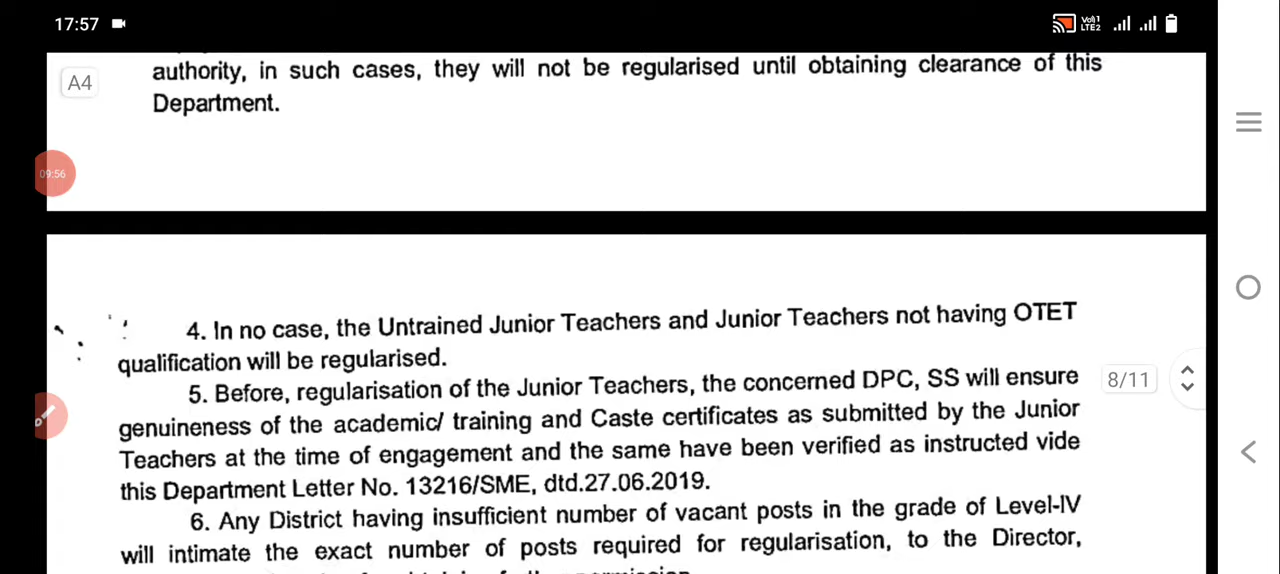 17:57
Vol) 1
LTE2
authority, in such cases, they will not be regularised until obtaining clearance of this
Department.
A4
09:56
4. In no case, the Untrained Junior Teachers and Junior Teachers not having OTET
qualification will be regularised.
5. Before, regularisation of the Junior Teachers, the concerned DPC, SS will ensure
genuineness of the academic/ training and Caste certificates as submitted by the Junior
Teachers at the time of engagement and the same have been verified as instructed vide
this Department Letter No. 13216/SME, dtd.27.06.2019.
6. Any District having insufficient number of vacant posts in the grade of Level-IV
will intimate the exact number of posts required for regularisation, to the Director,
8/11